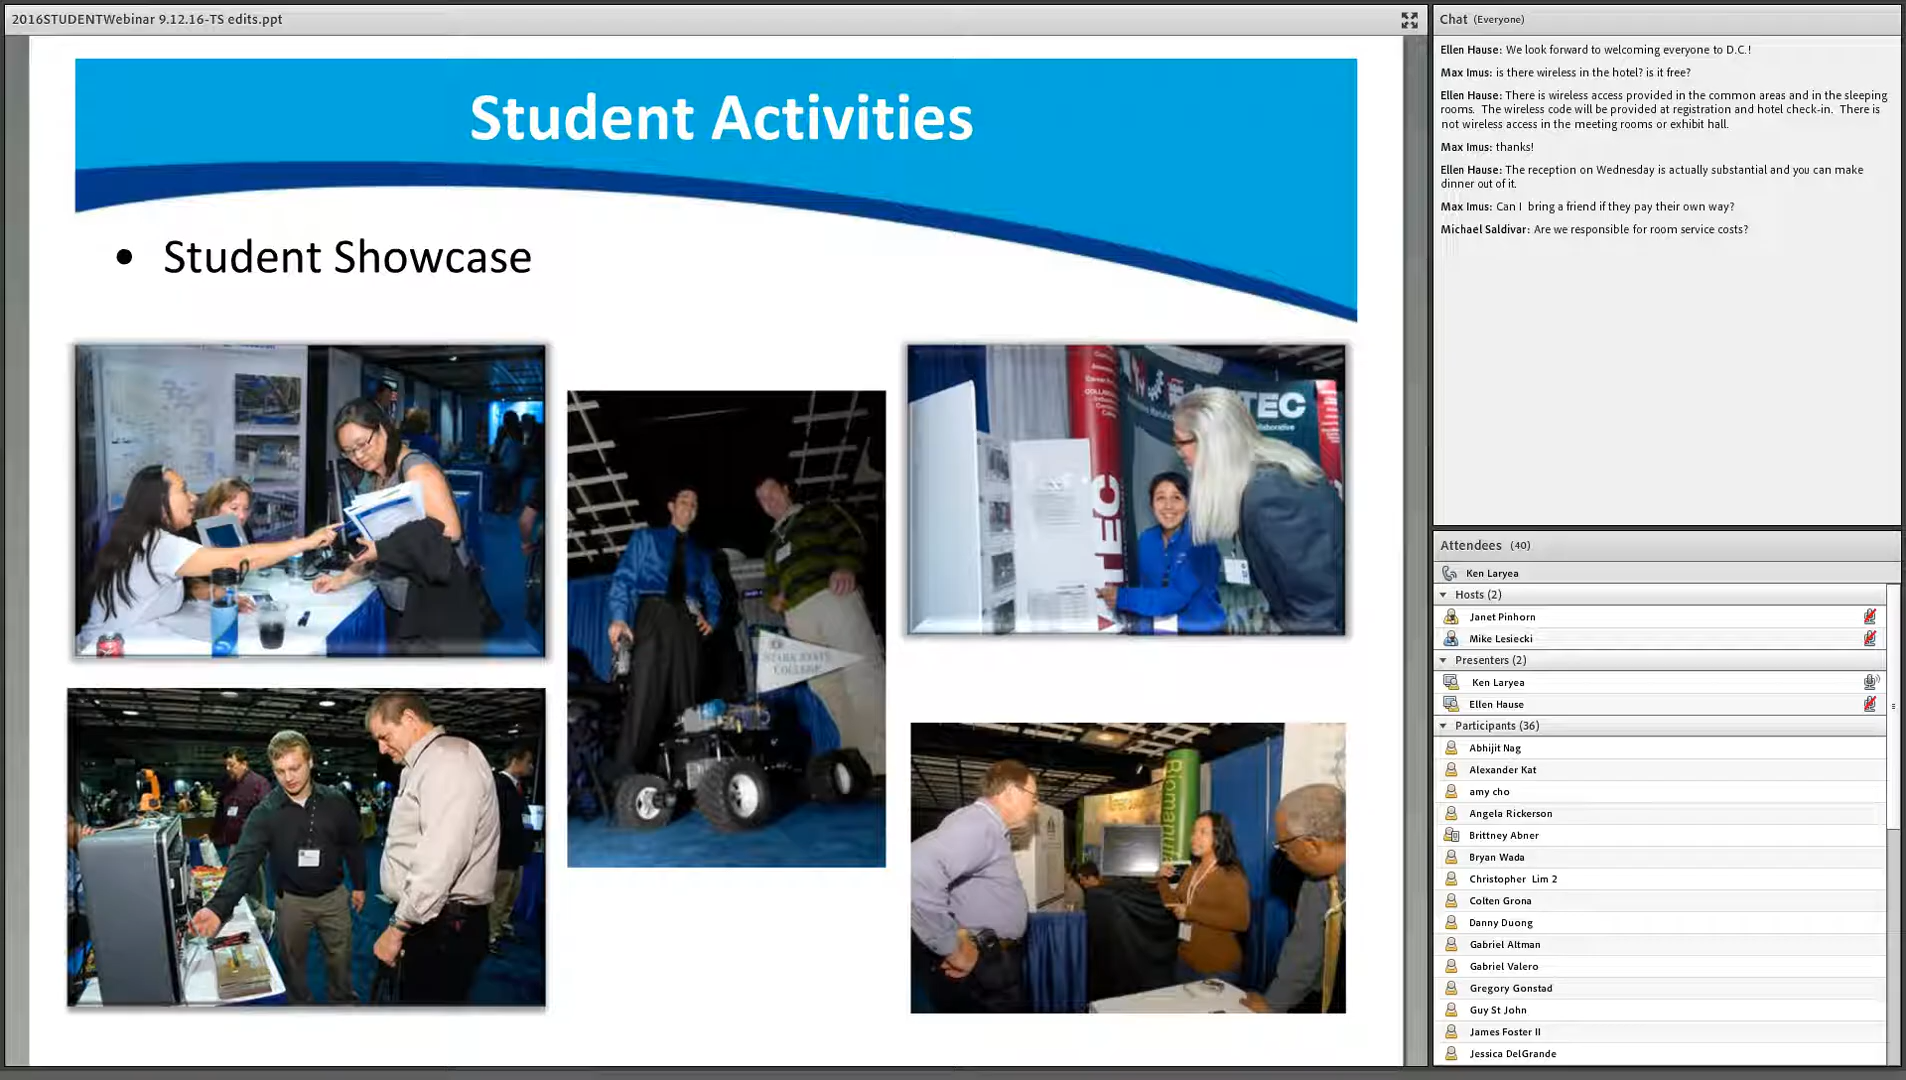 2016STUDENTWebinar 9.12.16-TS edits.ppt
Student Activities
• Student Showcase
STARK STATE
COLLEGE
TEC
Chat (Everyone)
Ellen Hause: We look forward to welcoming everyone to D.C.!
Max Imus: is there wireless in the hotel? is it free?
Ellen Hause: There is wireless access provided in the common areas and in the sleeping
rooms. The wireless code will be provided at registration and hotel check-in. There is
not wireless access in the meeting rooms or exhibit hall.
Max Imus: thanks!
Ellen Hause: The reception on Wednesday is actually substantial and you can make
dinner out of it.
Max Imus: Can I bring a friend if they pay their own way?
Michael Saldivar: Are we responsible for room service costs?
Attendees (40)
Ken Laryea
Hosts (2)
Janet Pinhorn
Mike Lesiecki
Presenters (2)
Ken Laryea
Ellen Hause
Participants (36)
Abhijit Nag
Alexander Kat
amy cho
Angela Rickerson
Brittney Abner
Bryan Wada
Christopher Lim 2
Colten Grona
Danny Duong
Gabriel Altman
Gabriel Valero
Gregory Gonstad
Guy St John
James Foster II
Jessica DelGrande